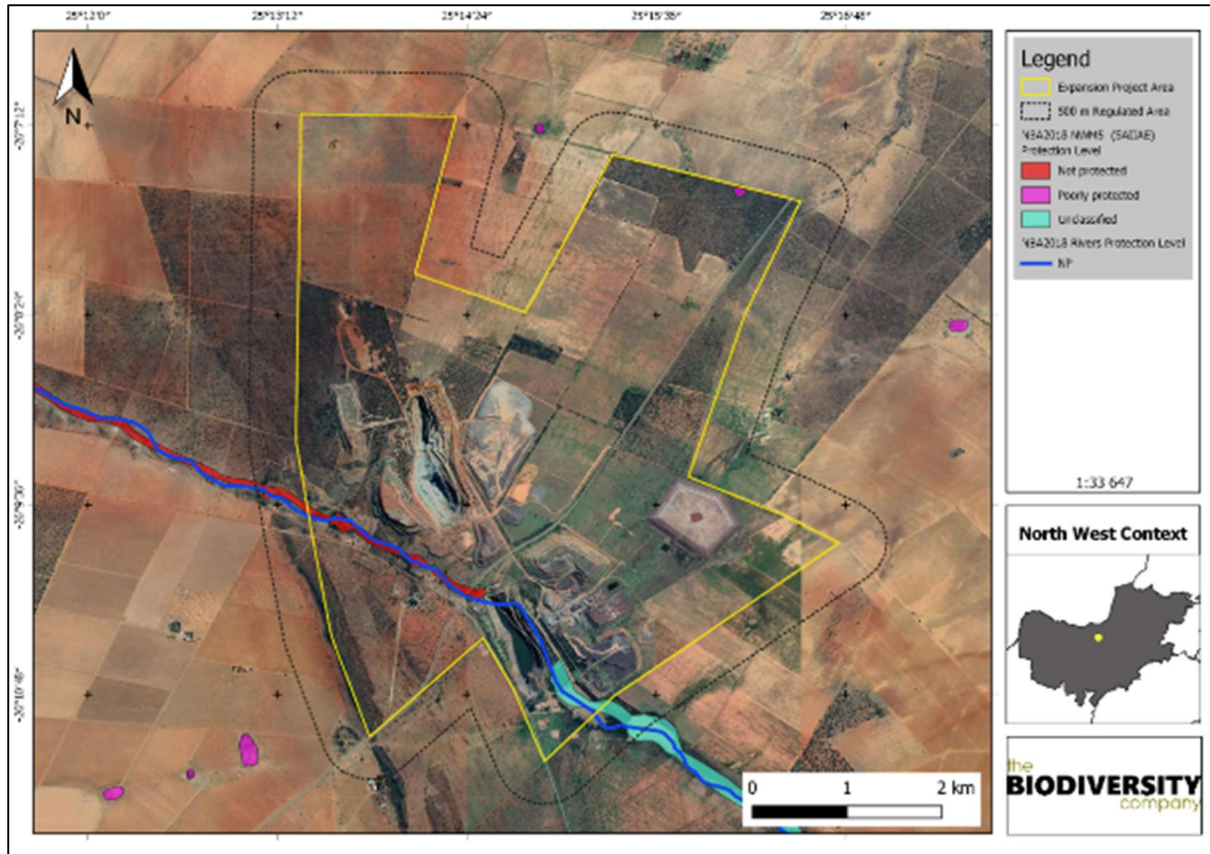 25°12'0"
25°13'12"
25°14'24"
25°15'36"
25°16'48"
N
Legend
Expansion Project Area
500 m Regulated Area
NBA2018 NWM5 (SAIIAE)
Protection Level
Not protected
Poorly protected
Unclassified
NBA2018 Rivers Protection Level
NP
1:33 647
North West Context
0 1 2 km
the
BIODIVERSITY
company